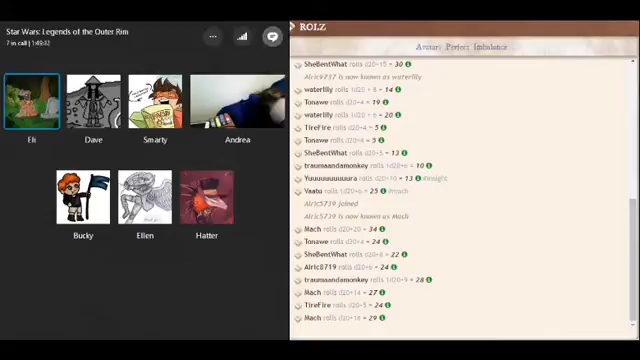 Star Wars: Legends of the Outer Rim
7 in call | 1:49:32
Eli
Dave
Smarty
Andrea
Bucky
Ellen
Hatter
ROLZ
Avatar: Perfect Imbalance
SheBentWhat rolls d20+15 = 30
Alric9737 is now known as waterlily
waterlily rolls 1d20 + 8 = 14
Tonawe rolls d20+4 = 19
waterlily rolls 1d20 + 6 = 20
TireFire rolls d20+4 = 5
Tonawe rolls d20+4 = 5
SheBentWhat rolls d20+5 = 13
traumaandamonkey rolls 1d20+6 = 10
Yuuuuuuuuuura rolls d20+10 = 13 #insight
Vaatu rolls 1d20+6 = 25 #reach
Alric5739 joined
Alric5739 is now known as Mach
Mach rolls d20+20 = 34
Tonawe rolls d20+4 = 24
SheBentWhat rolls d20+8 = 22
Alric8719 rolls d20+6 = 24
traumaandamonkey rolls 1d20+9 = 28
Mach rolls d20+14 = 27
TireFire rolls d20+5 = 24
Mach rolls d20+18 = 29